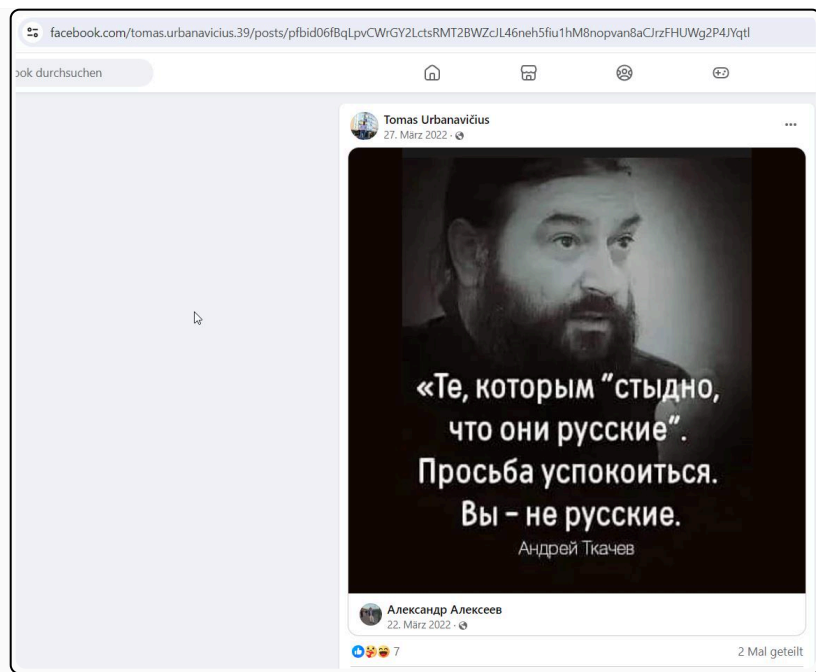 facebook.com/tomas.urbanavicius.39/posts/pfbid06fBqLpvCWrGY2LctsRMT2BWZcJL46neh5fiu1hM8nopvan8aCJrzFHUWg2P4JYqtl
ook durchsuchen
Tomas Urbanavičius
27. März 2022 ·
«Те, которым "стыдно,
что они русские".
Просьба успокоиться.
Вы – не русские.
Андрей Ткачев
Александр Алексеев
22. März 2022 ·
7
2 Mal geteilt